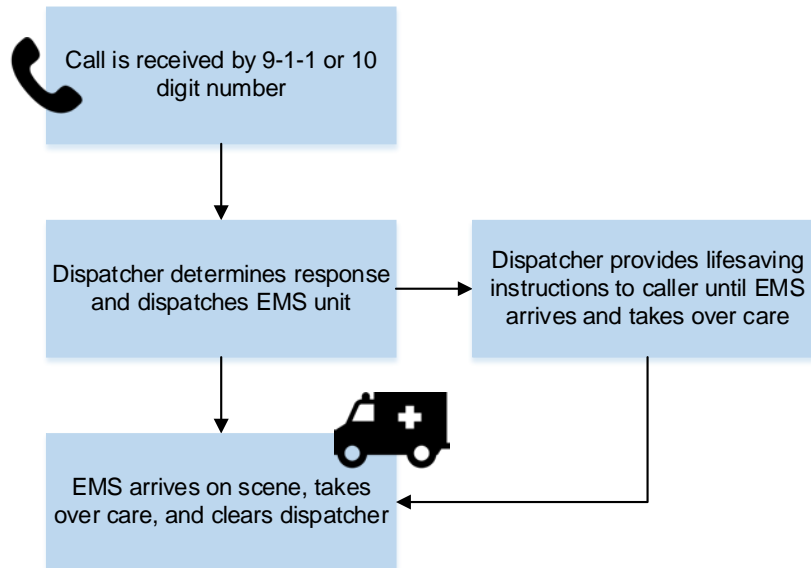 Call is received by 9-1-1 or 10
digit number
Dispatcher determines response
and dispatches EMS unit
Dispatcher provides lifesaving
instructions to caller until EMS
arrives and takes over care
EMS arrives on scene, takes
over care, and clears dispatcher